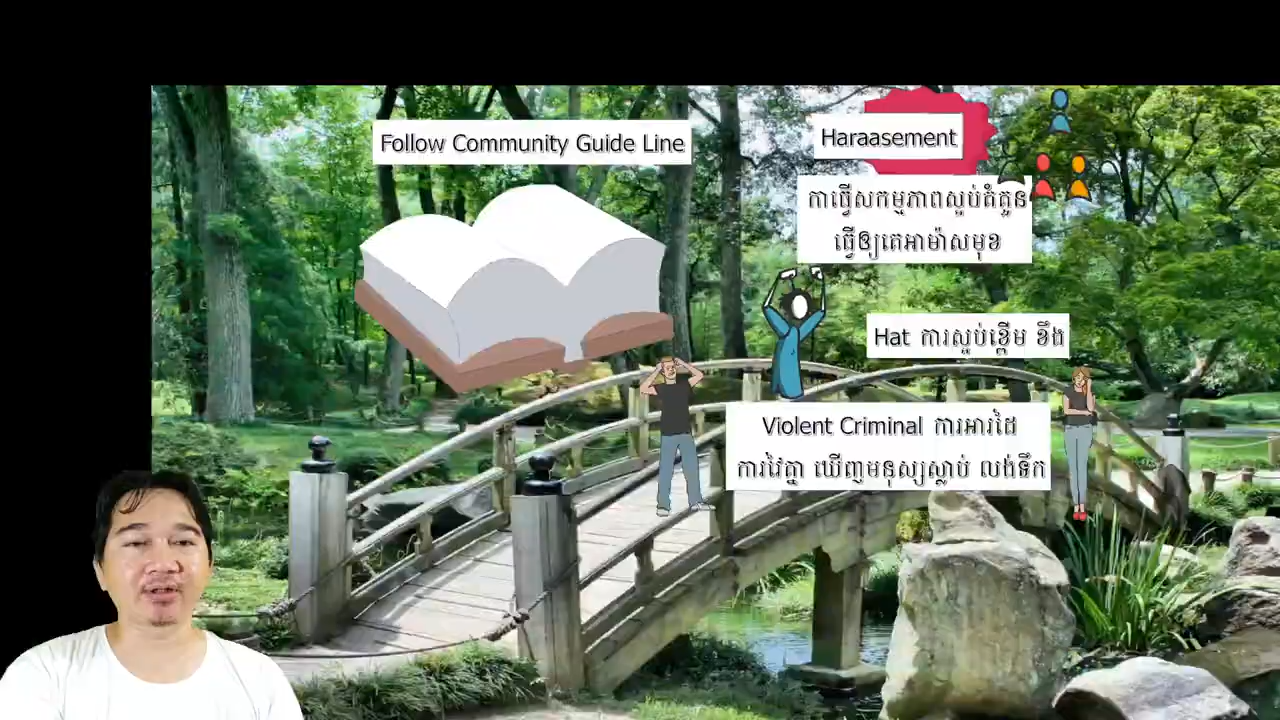 Follow Community Guide Line
Haraasement
ការធ្វើសកម្មភាពស្អប់គំគួន
ធ្វើឲ្យគេអាម៉ាសមុខ
Hat ការស្អប់ខ្ពើម ខឹង
Violent Criminal ការអារដៃ
ការវៃគ្នា ឃើញមនុស្សស្លាប់ លង់ទឹក